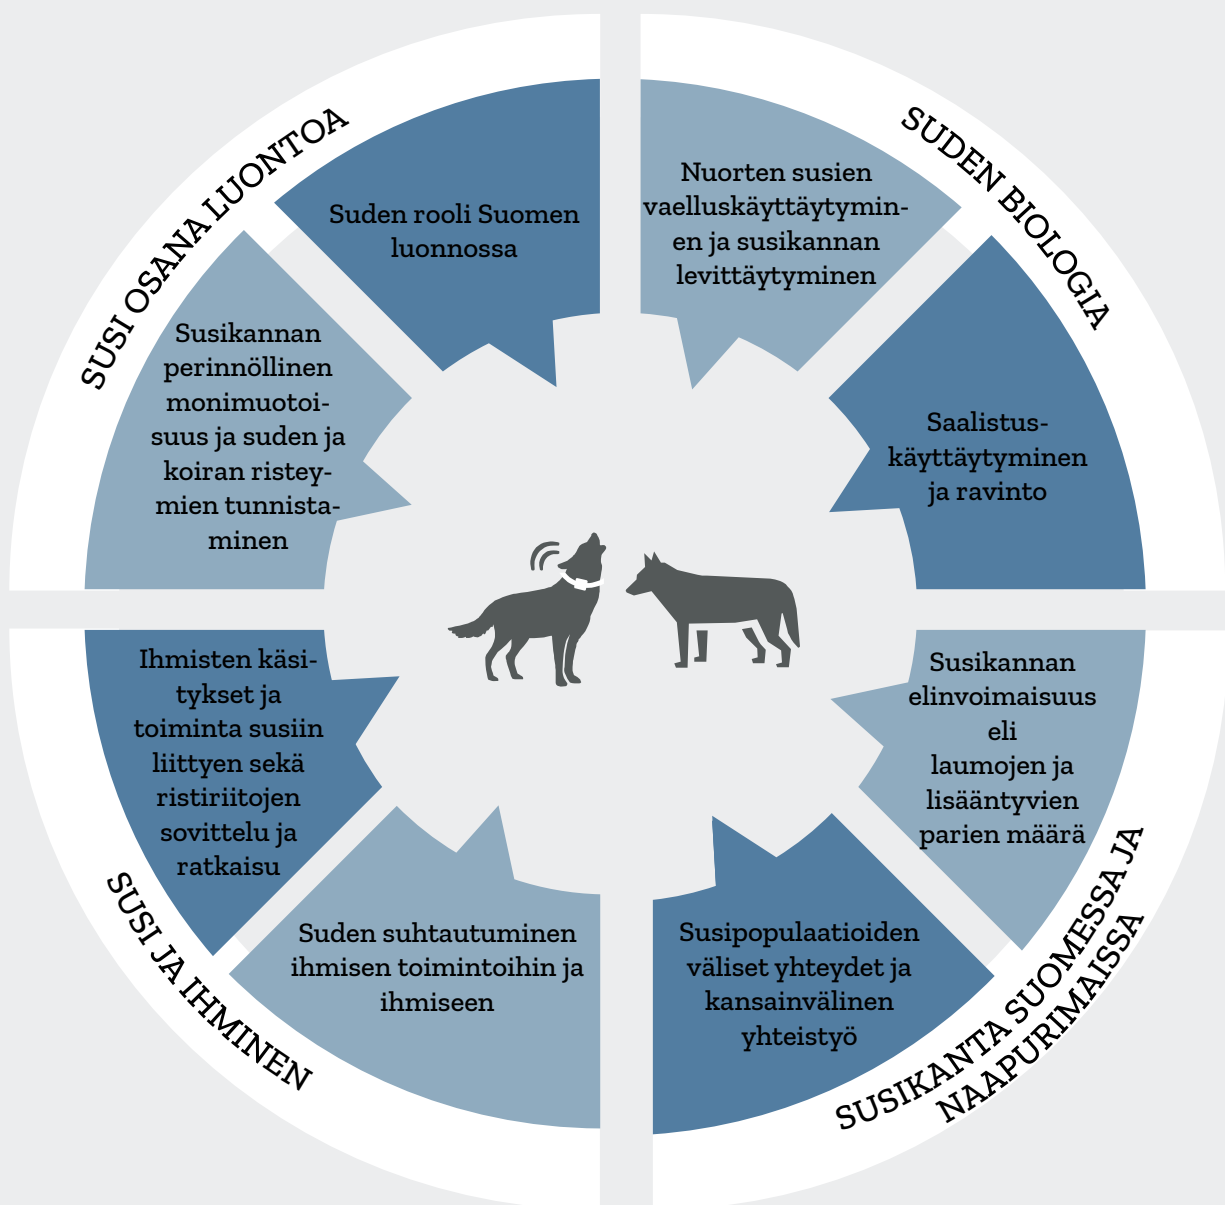 SUSI OSANA LUONTOA
Suden rooli Suomen
luonnossa
Susikannan
perinnöllinen
monimuotoi-
suus ja suden ja
koiran ristey-
mien tunnista-
minen
SUDEN BIOLOGIA
Nuorten susien
vaelluskäyttäytymin-
en ja susikannan
levittäytyminen
Saalistus-
käyttäytyminen
ja ravinto
SUSIKANTA SUOMESSA JA
NAAPURIMAISSA
Susikannan
elinvoimaisuus
eli
laumojen ja
lisääntyvien
parien määrä
Susipopulaatioiden
väliset yhteydet ja
kansainvälinen
yhteistyö
SUSI JA IHMINEN
Ihmisten käsi-
tykset ja
toiminta susiin
liittyen sekä
ristiriitojen
sovittelu ja
ratkaisu
Suden suhtautuminen
ihmisen toimintoihin ja
ihmiseen